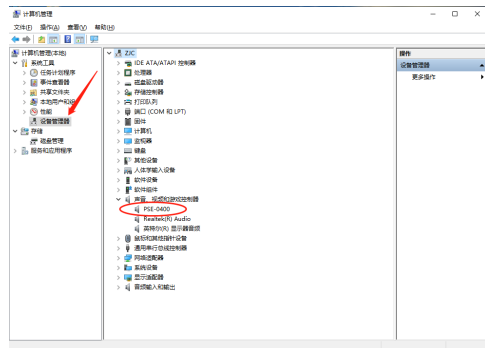 计算机管理
文件(F) 操作(A) 查看(V) 帮助(H)
计算机管理(本地)
系统工具
任务计划程序
事件查看器
共享文件夹
本地用户和组
性能
设备管理器
存储
磁盘管理
服务和应用程序
ZJC
IDE ATA/ATAPI 控制器
处理器
磁盘驱动器
存储控制器
打印队列
端口 (COM 和 LPT)
固件
计算机
监视器
键盘
其他设备
人体学输入设备
软件设备
软件组件
声音、视频和游戏控制器
PSE-0400
Realtek(R) Audio
英特尔(R) 显示器音频
鼠标和其他指针设备
通用串行总线控制器
网络适配器
系统设备
显示适配器
音频输入和输出
操作
设备管理器
更多操作